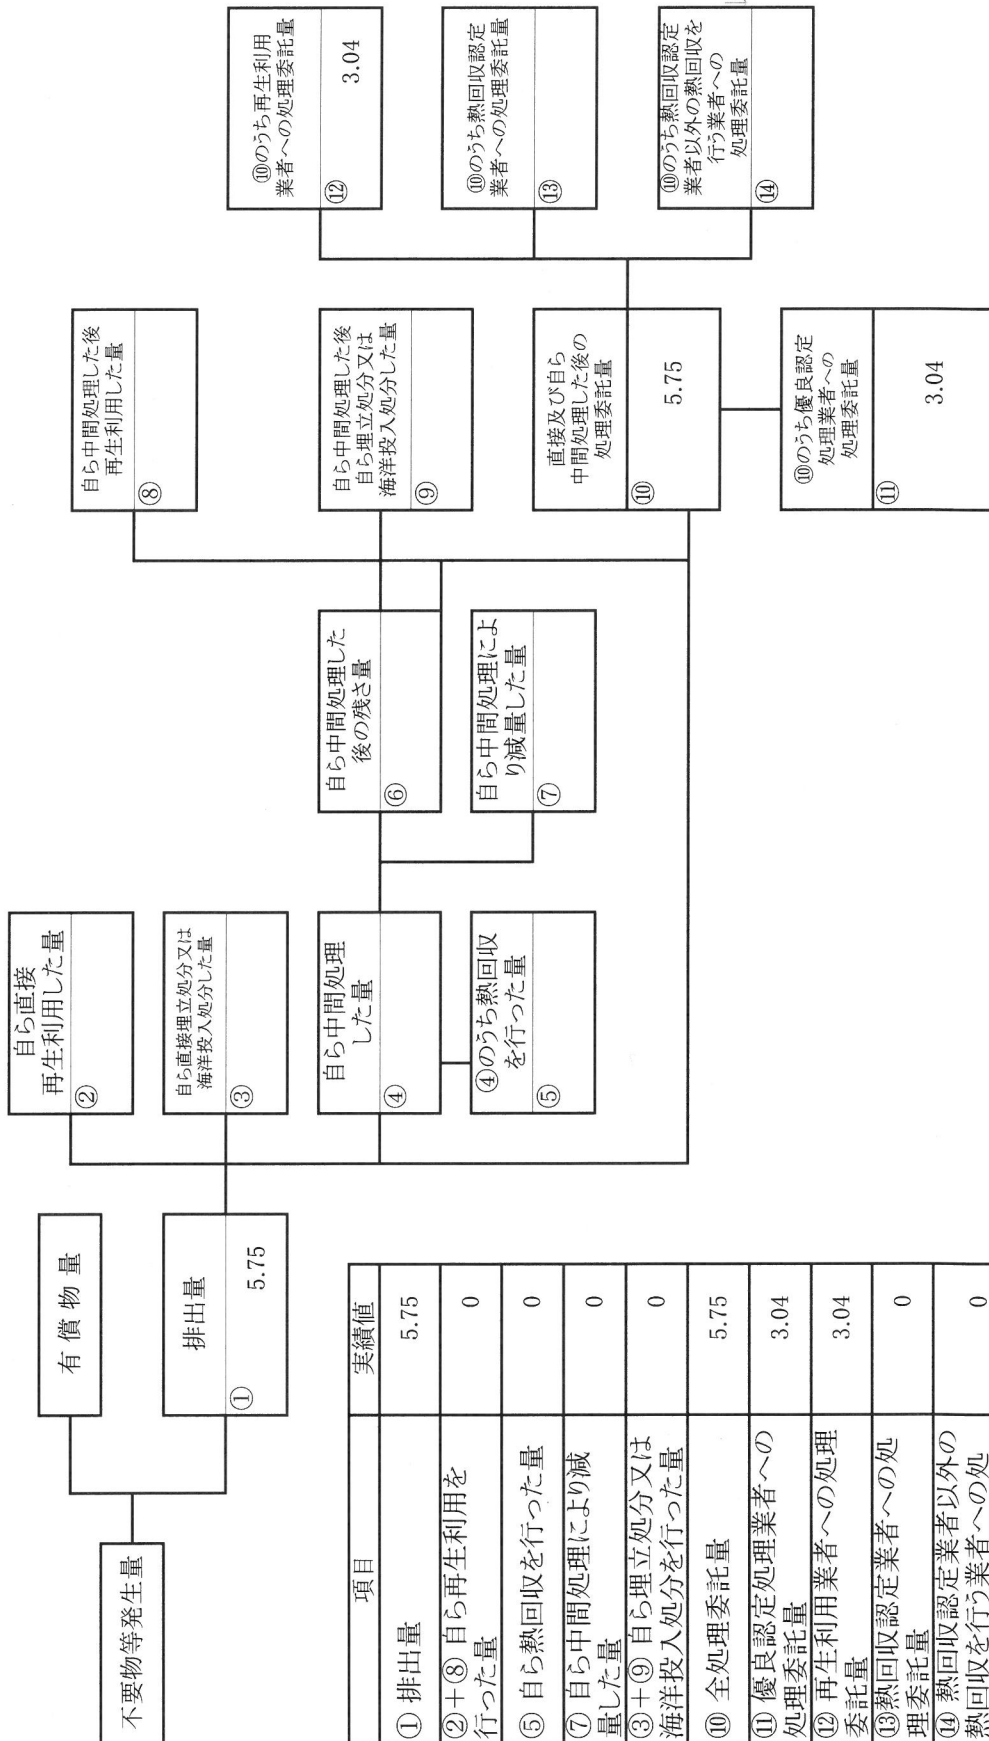 不要物等発生量
有償物量
排出量
①
5.75
自ら直接
再生利用した量
②
自ら直接埋立処分又は
海洋投入処分した量
③
自ら中間処理
した量
④
④のうち熱回収
を行った量
⑤
自ら中間処理した
後の残さ量
⑥
自ら中間処理によ
り減量した量
⑦
自ら中間処理した後
再生利用した量
⑧
自ら中間処理した後
自ら埋立処分又は
海洋投入処分した量
⑨
直接及び自ら
中間処理した後の
処理委託量
⑩
5.75
⑩のうち優良認定
処理業者への
処理委託量
⑪
3.04
⑩のうち再生利用
業者への処理委託量
⑫
3.04
⑩のうち熱回収認定
業者への処理委託量
⑬
⑩のうち熱回収認定
業者以外の熱回収を
行う業者への
処理委託量
⑭
項目 実績値
①排出量 5.75
②+⑧ 自ら再生利用を
行った量 0
⑤ 自ら熱回収を行った量 0
⑦ 自ら中間処理により減
量した量 0
③+⑨ 自ら埋立処分又は
海洋投入処分を行った量 0
⑩ 全処理委託量 5.75
⑪ 優良認定処理業者への
処理委託量 3.04
⑫ 再生利用業者への処理
委託量 3.04
⑬熱回収認定業者への処
理委託量 0
⑭ 熱回収認定業者以外の
熱回収を行う業者への処 0